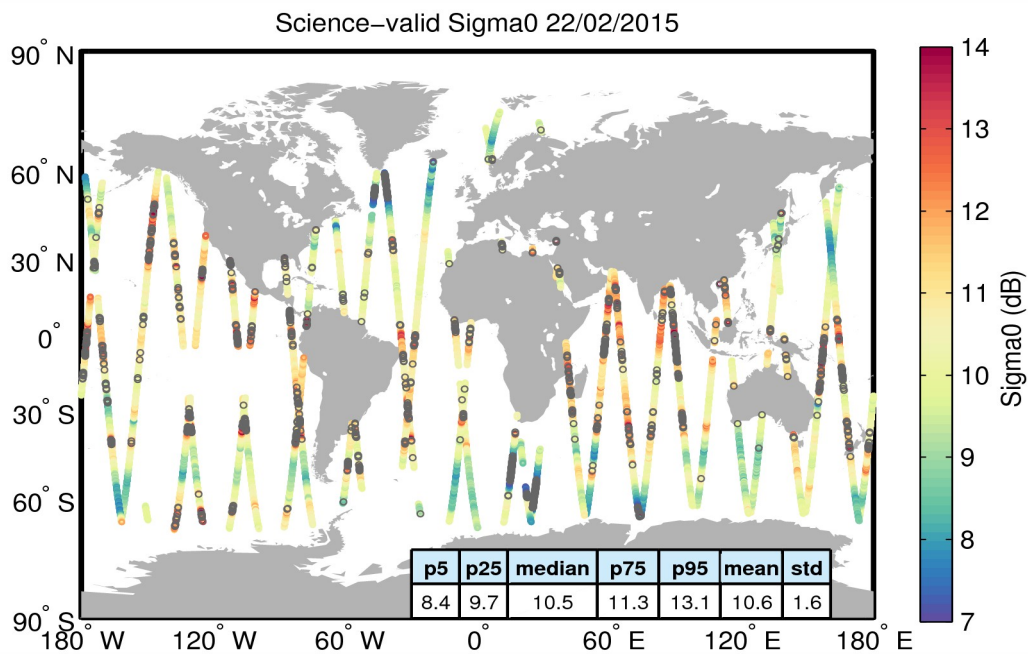 Science−valid Sigma0 22/02/2015
90° N
60° N
30° N
0°
30° S
60° S
90° S
180° W
120° W
60° W
0°
60° E
120° E
180° E
p5 p25 median p75 p95 mean std
8.4 9.7 10.5 11.3 13.1 10.6 1.6
14
13
12
11
10
9
8
7
Sigma0 (dB)